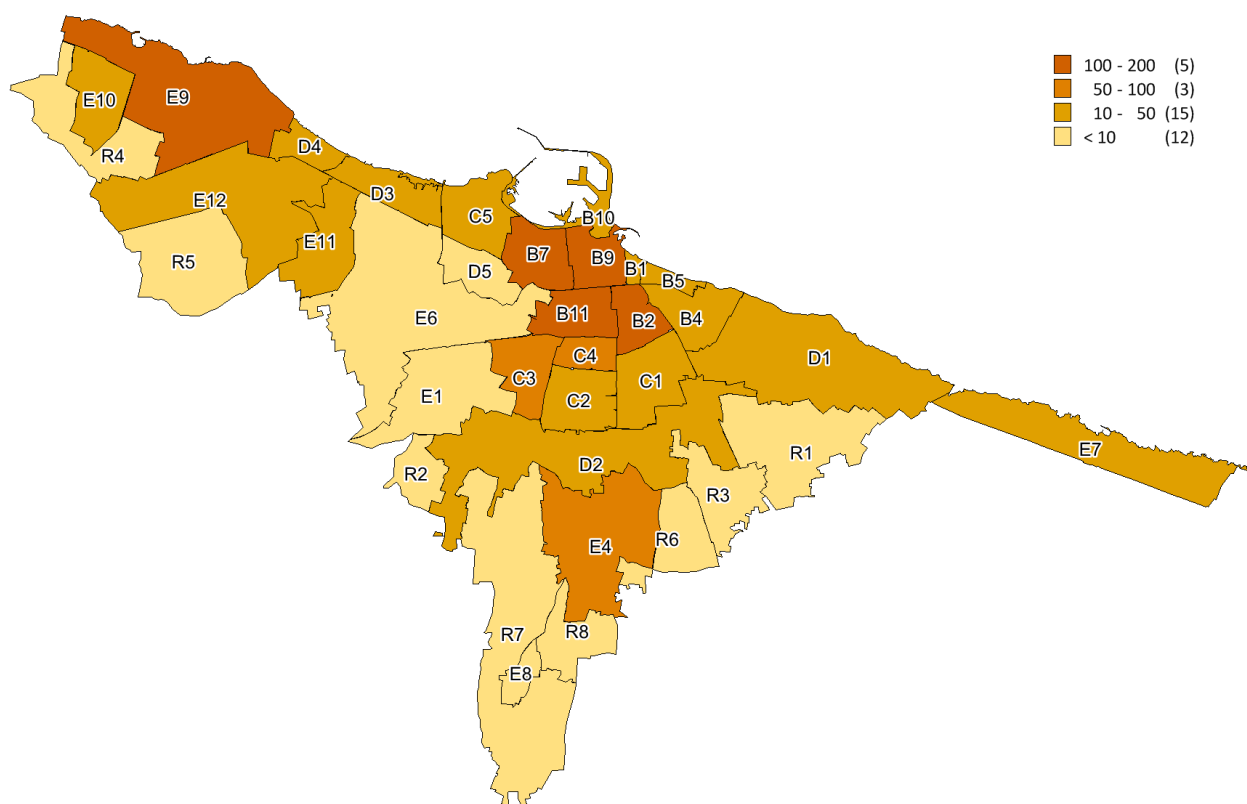 100 - 200 (5)
50 - 100 (3)
10 - 50 (15)
< 10 (12)
E9
E10
R4
D4
E12
D3
C5
B10
E11
R5
D5
B7
B9
B1
B5
E6
B11
B2
B4
D1
C4
C3
C1
E1
C2
E7
R2
D2
R1
R3
E4
R6
R7
R8
E8